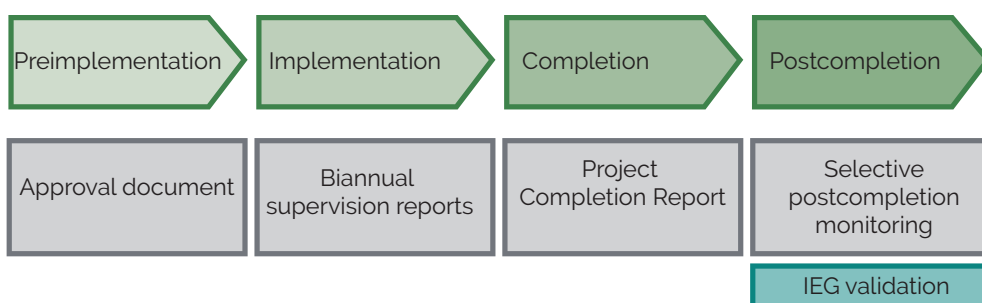 Preimplementation
Implementation
Completion
Postcompletion
Approval document
Biannual
supervision reports
Project
Completion Report
Selective
postcompletion
monitoring
IEG validation